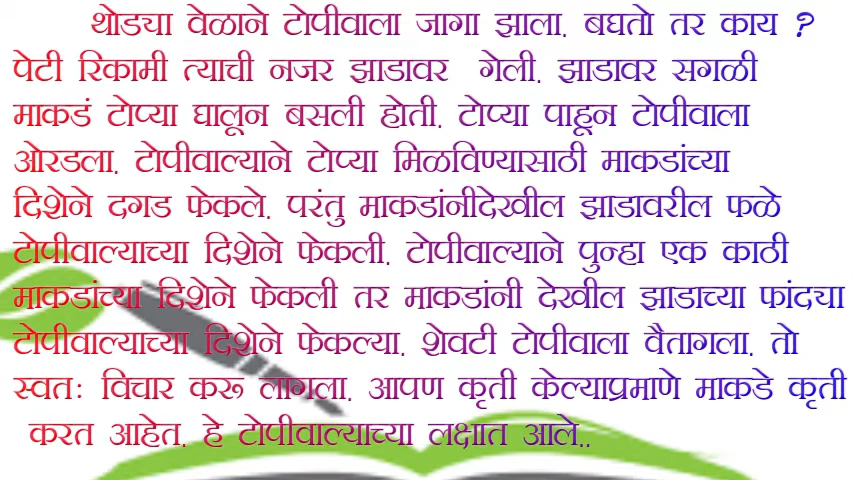 थोड्या वेळाने टोपीवाला जागा झाला. बघतो तर काय ?
पेटी रिकामी त्याची नजर झाडावर गेली. झाडावर सगळी
माकडं टोप्या घालून बसली होती. टोप्या पाहून टोपीवाला
ओरडला. टोपीवाल्याने टोप्या मिळविण्यासाठी माकडांच्या
दिशेने दगड फेकले. परंतु माकडांनीदेखील झाडावरील फळे
टोपीवाल्याच्या दिशेने फेकली. टोपीवाल्याने पुन्हा एक काठी
माकडांच्या दिशेने फेकली तर माकडांनी देखील झाडाच्या फांद्या
टोपीवाल्याच्या दिशेने फेकल्या. शेवटी टोपीवाला वैतागला. तो
स्वतः विचार करू लागला. आपण कृती केल्याप्रमाणे माकडे कृती
करत आहेत. हे टोपीवाल्याच्या लक्षात आले..